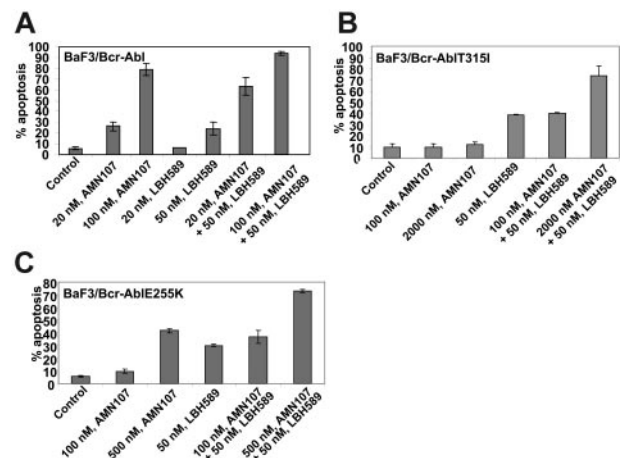 A
BaF3/Bcr-Abl
% apoptosis
100
90
80
70
60
50
40
30
20
10
0
Control
20 nM, AMN107
100 nM, AMN107
20 nM, LBH589
50 nM, LBH589
20 nM, AMN107
+ 50 nM, LBH589
100 nM, AMN107
+ 50 nM, LBH589
B
BaF3/Bcr-AblT315I
% apoptosis
100
90
80
70
60
50
40
30
20
10
0
Control
100 nM, AMN107
2000 nM, AMN107
50 nM, LBH589
100 nM, AMN107
+ 50 nM, LBH589
2000 nM AMN107
+ 50 nM, LBH589
C
BaF3/Bcr-AblE255K
% apoptosis
80
70
60
50
40
30
20
10
0
Control
100 nM, AMN107
500 nM, AMN107
50 nM, LBH589
100 nM, AMN107
+ 50 nM, LBH589
500 nM, AMN107
+ 50 nM, LBH589